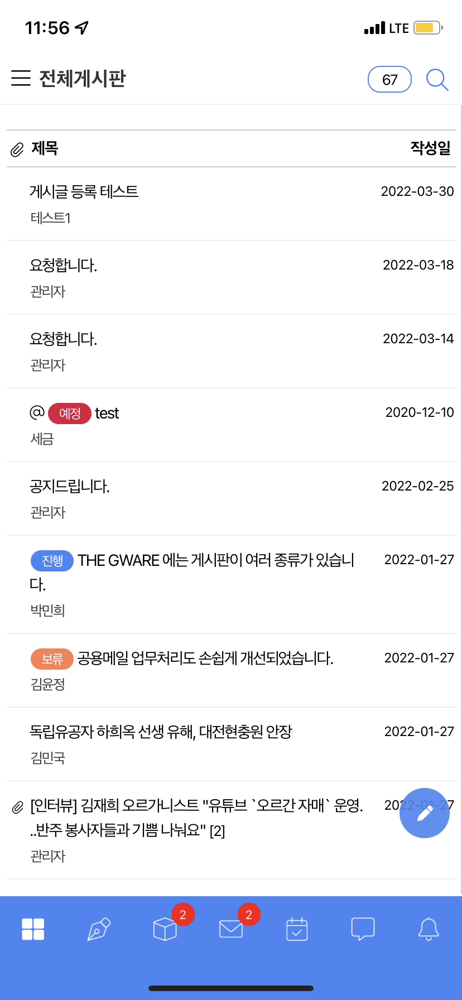 11:56
LTE
전체게시판
67
제목 작성일
게시글 등록 테스트 2022-03-30
테스트1
요청합니다. 2022-03-18
관리자
요청합니다. 2022-03-14
관리자
@ 예정 test 2020-12-10
세금
공지드립니다. 2022-02-25
관리자
진행 THE GWARE 에는 게시판이 여러 종류가 있습니 2022-01-27
다.
박민희
보류 공용메일 업무처리도 손쉽게 개선되었습니다. 2022-01-27
김윤정
독립유공자 하희옥 선생 유해, 대전현충원 안장 2022-01-27
김민국
[인터뷰] 김재희 오르가니스트 "유튜브 `오르간 자매` 운영. 2022-01-27
..반주 봉사자들과 기쁨 나눠요" [2]
관리자
2 2